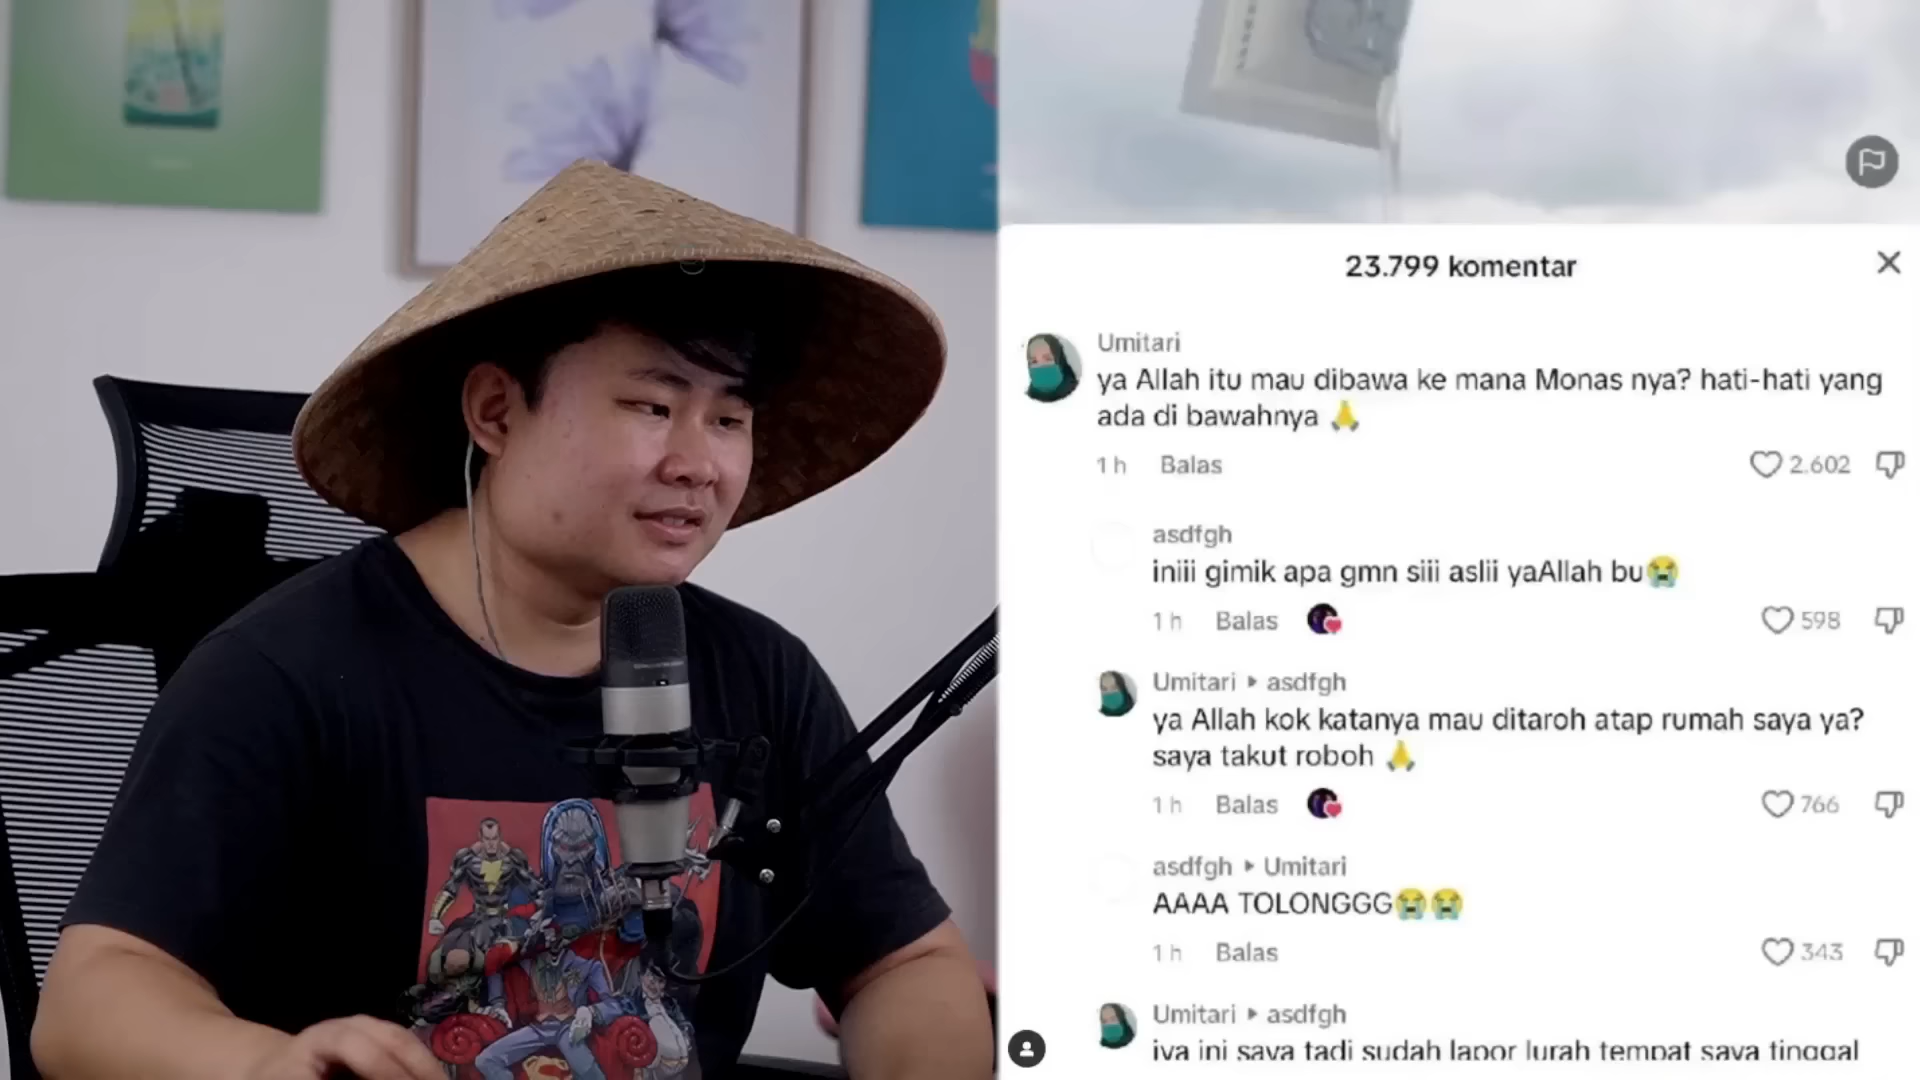 23.799 komentar
Umitari
ya Allah itu mau dibawa ke mana Monas nya? hati-hati yang
ada di bawahnya 🙏
1 h Balas 2.602
asdfgh
iniii gimik apa gmn siii aslii yaAllah bu😭
1 h Balas 598
Umitari ▸ asdfgh
ya Allah kok katanya mau ditaroh atap rumah saya ya?
saya takut roboh 🙏
1 h Balas 766
asdfgh ▸ Umitari
AAAA TOLONGGG😭😭
1 h Balas 343
Umitari ▸ asdfgh
iya ini saya tadi sudah lapor lurah tempat saya tinggal